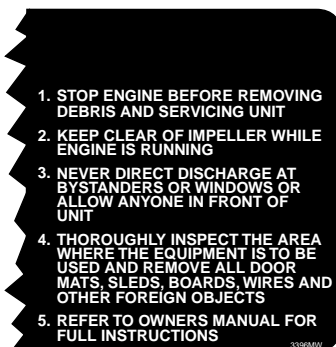 1. STOP ENGINE BEFORE REMOVING
DEBRIS AND SERVICING UNIT
2. KEEP CLEAR OF IMPELLER WHILE
ENGINE IS RUNNING
3. NEVER DIRECT DISCHARGE AT
BYSTANDERS OR WINDOWS OR
ALLOW ANYONE IN FRONT OF
UNIT
4. THOROUGHLY INSPECT THE AREA
WHERE THE EQUIPMENT IS TO BE
USED AND REMOVE ALL DOOR
MATS, SLEDS, BOARDS, WIRES AND
OTHER FOREIGN OBJECTS
5. REFER TO OWNERS MANUAL FOR
FULL INSTRUCTIONS
3396MW